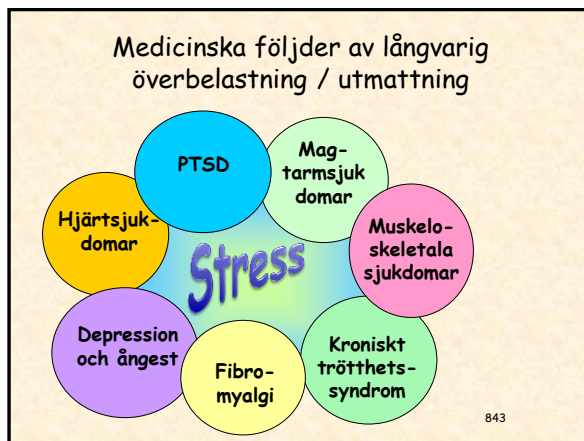 Medicinska följder av långvarig
överbelastning / utmattning
PTSD
Mag-
tarmsjuk
domar
Hjärtsjuk-
domar
Muskelo-
skeletala
sjukdomar
Stress
Depression
och ångest
Fibro-
myalgi
Kroniskt
trötthets-
syndrom
843